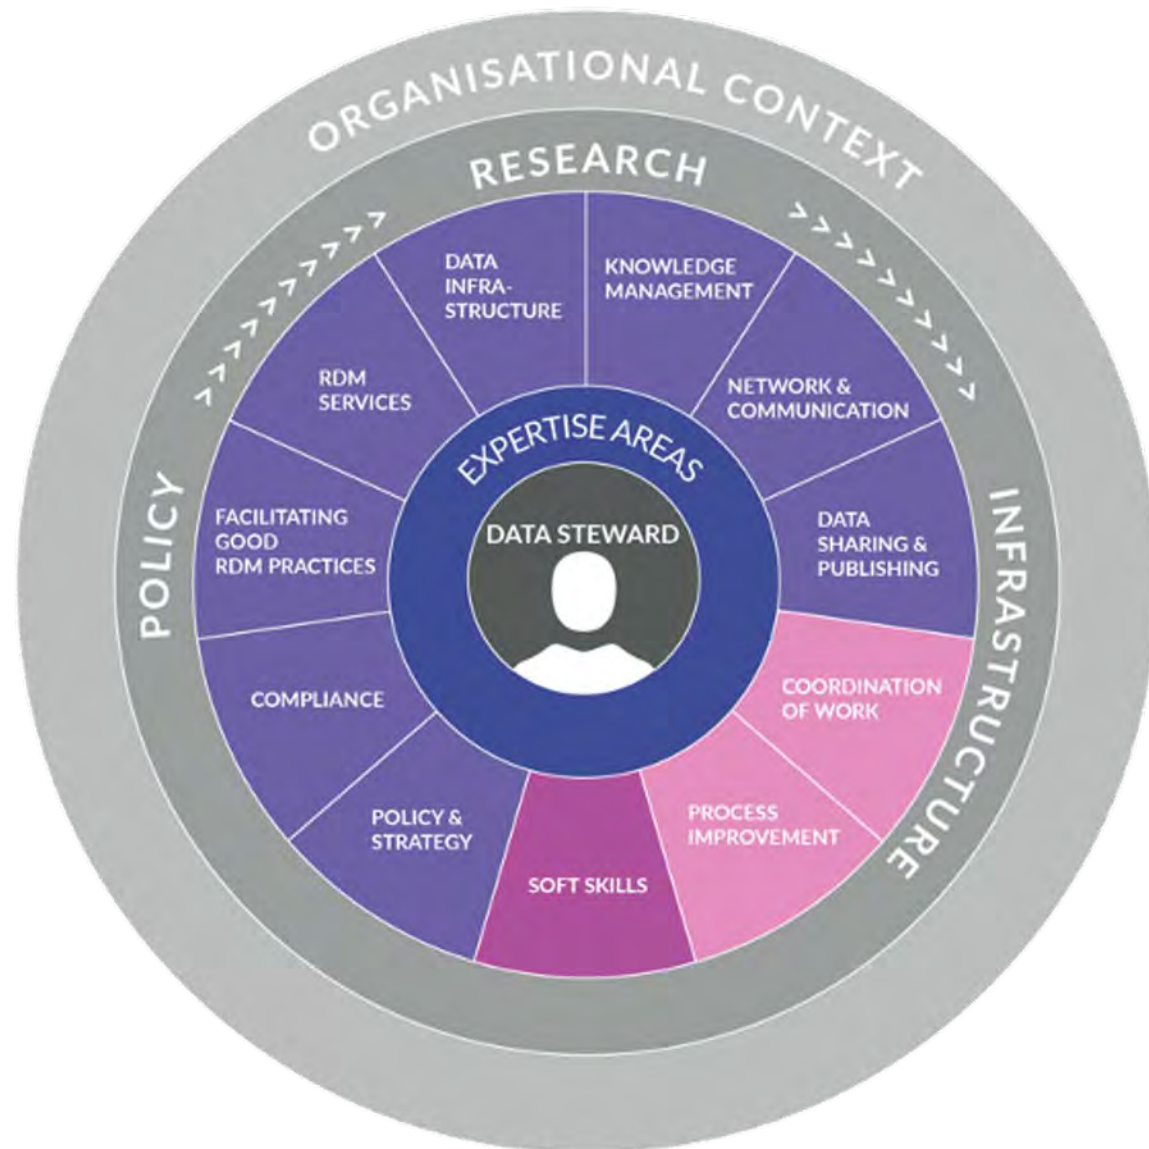 ORGANISATIONAL CONTEXT
RESEARCH
>>>>>>>>>>
>>>>>>>>>>
POLICY
INFRASTRUCTURE
DATA
INFRA-
STRUCTURE
KNOWLEDGE
MANAGEMENT
RDM
SERVICES
NETWORK &
COMMUNICATION
EXPERTISE AREAS
DATA STEWARD
FACILITATING
GOOD
RDM PRACTICES
DATA
SHARING &
PUBLISHING
COMPLIANCE
COORDINATION
OF WORK
POLICY &
STRATEGY
PROCESS
IMPROVEMENT
SOFT SKILLS